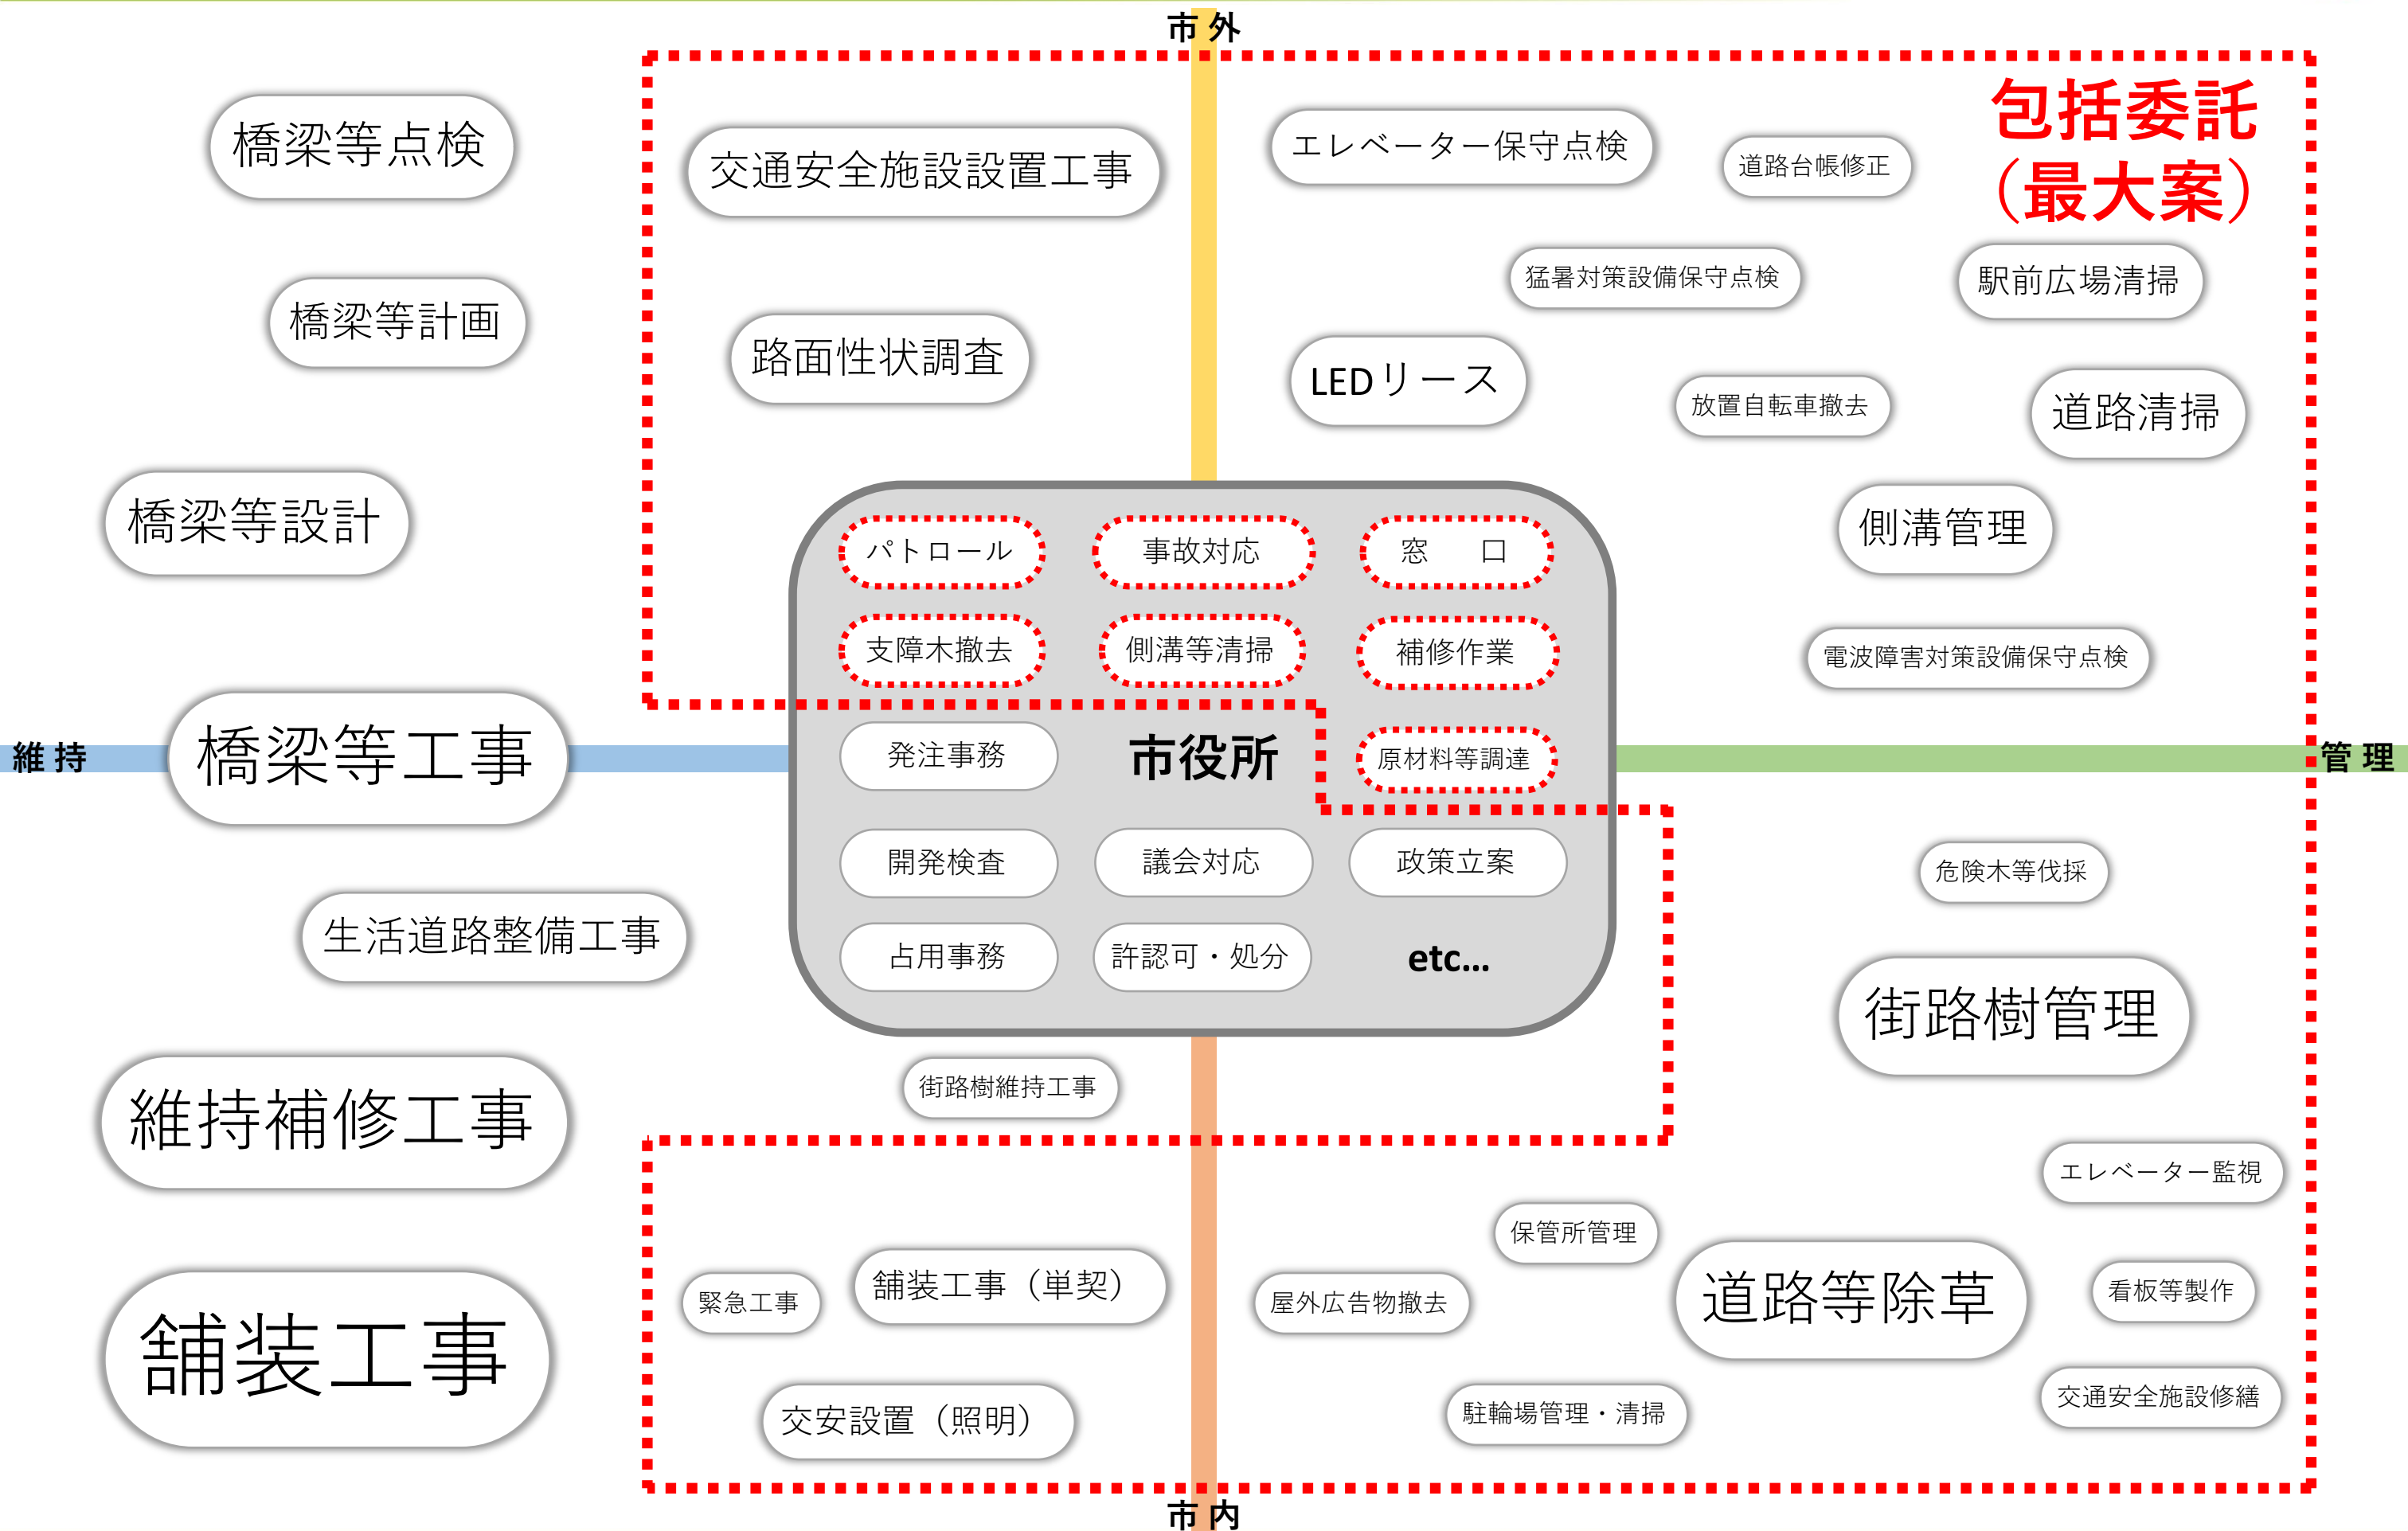 市外
包括委託
（最大案）
橋梁等点検
交通安全施設設置工事
エレベーター保守点検
道路台帳修正
橋梁等計画
路面性状調査
猛暑対策設備保守点検
駅前広場清掃
LEDリース
放置自転車撤去
道路清掃
橋梁等設計
側溝管理
パトロール
事故対応
窓　口
支障木撤去
側溝等清掃
補修作業
電波障害対策設備保守点検
維持
橋梁等工事
発注事務
市役所
原材料等調達
管理
開発検査
議会対応
政策立案
危険木等伐採
生活道路整備工事
占用事務
許認可・処分
etc...
街路樹管理
維持補修工事
街路樹維持工事
エレベーター監視
保管所管理
舗装工事
緊急工事
舗装工事（単契）
屋外広告物撤去
道路等除草
看板等製作
交安設置（照明）
駐輪場管理・清掃
交通安全施設修繕
市内